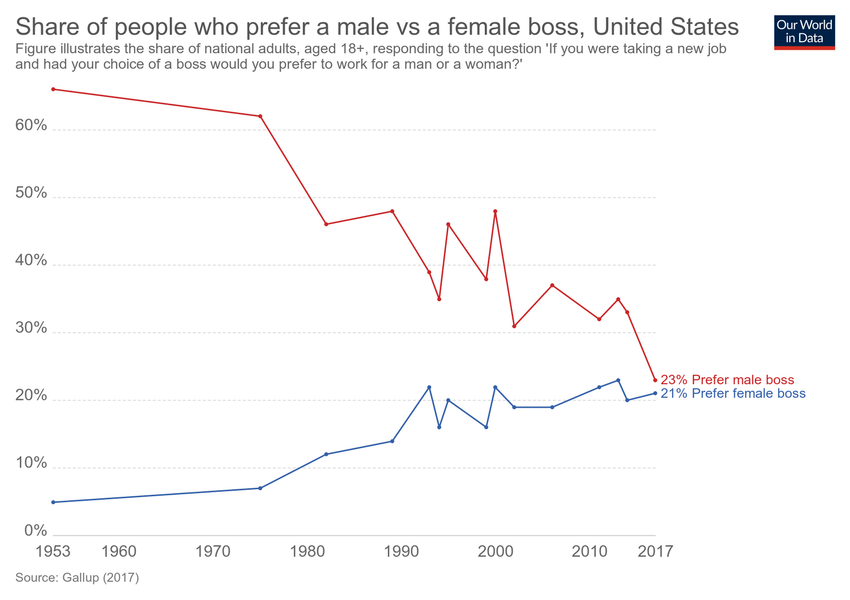 Share of people who prefer a male vs a female boss, United States
Our World
in Data
Figure illustrates the share of national adults, aged 18+, responding to the question 'If you were taking a new job
and had your choice of a boss would you prefer to work for a man or a woman?'
60%
50%
40%
30%
23% Prefer male boss
21% Prefer female boss
20%
10%
0%
1953 1960 1970 1980 1990 2000 2010 2017
Source: Gallup (2017)